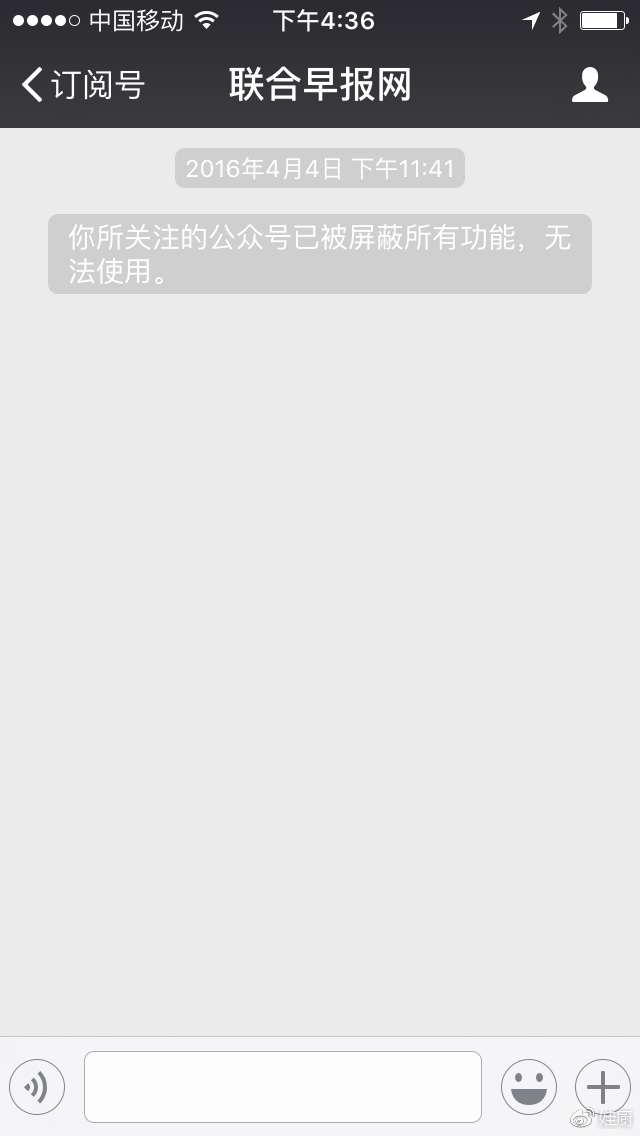 中国移动 下午4:36
订阅号 联合早报网
2016年4月4日 下午11:41
你所关注的公众号已被屏蔽所有功能，无
法使用。
娃厨